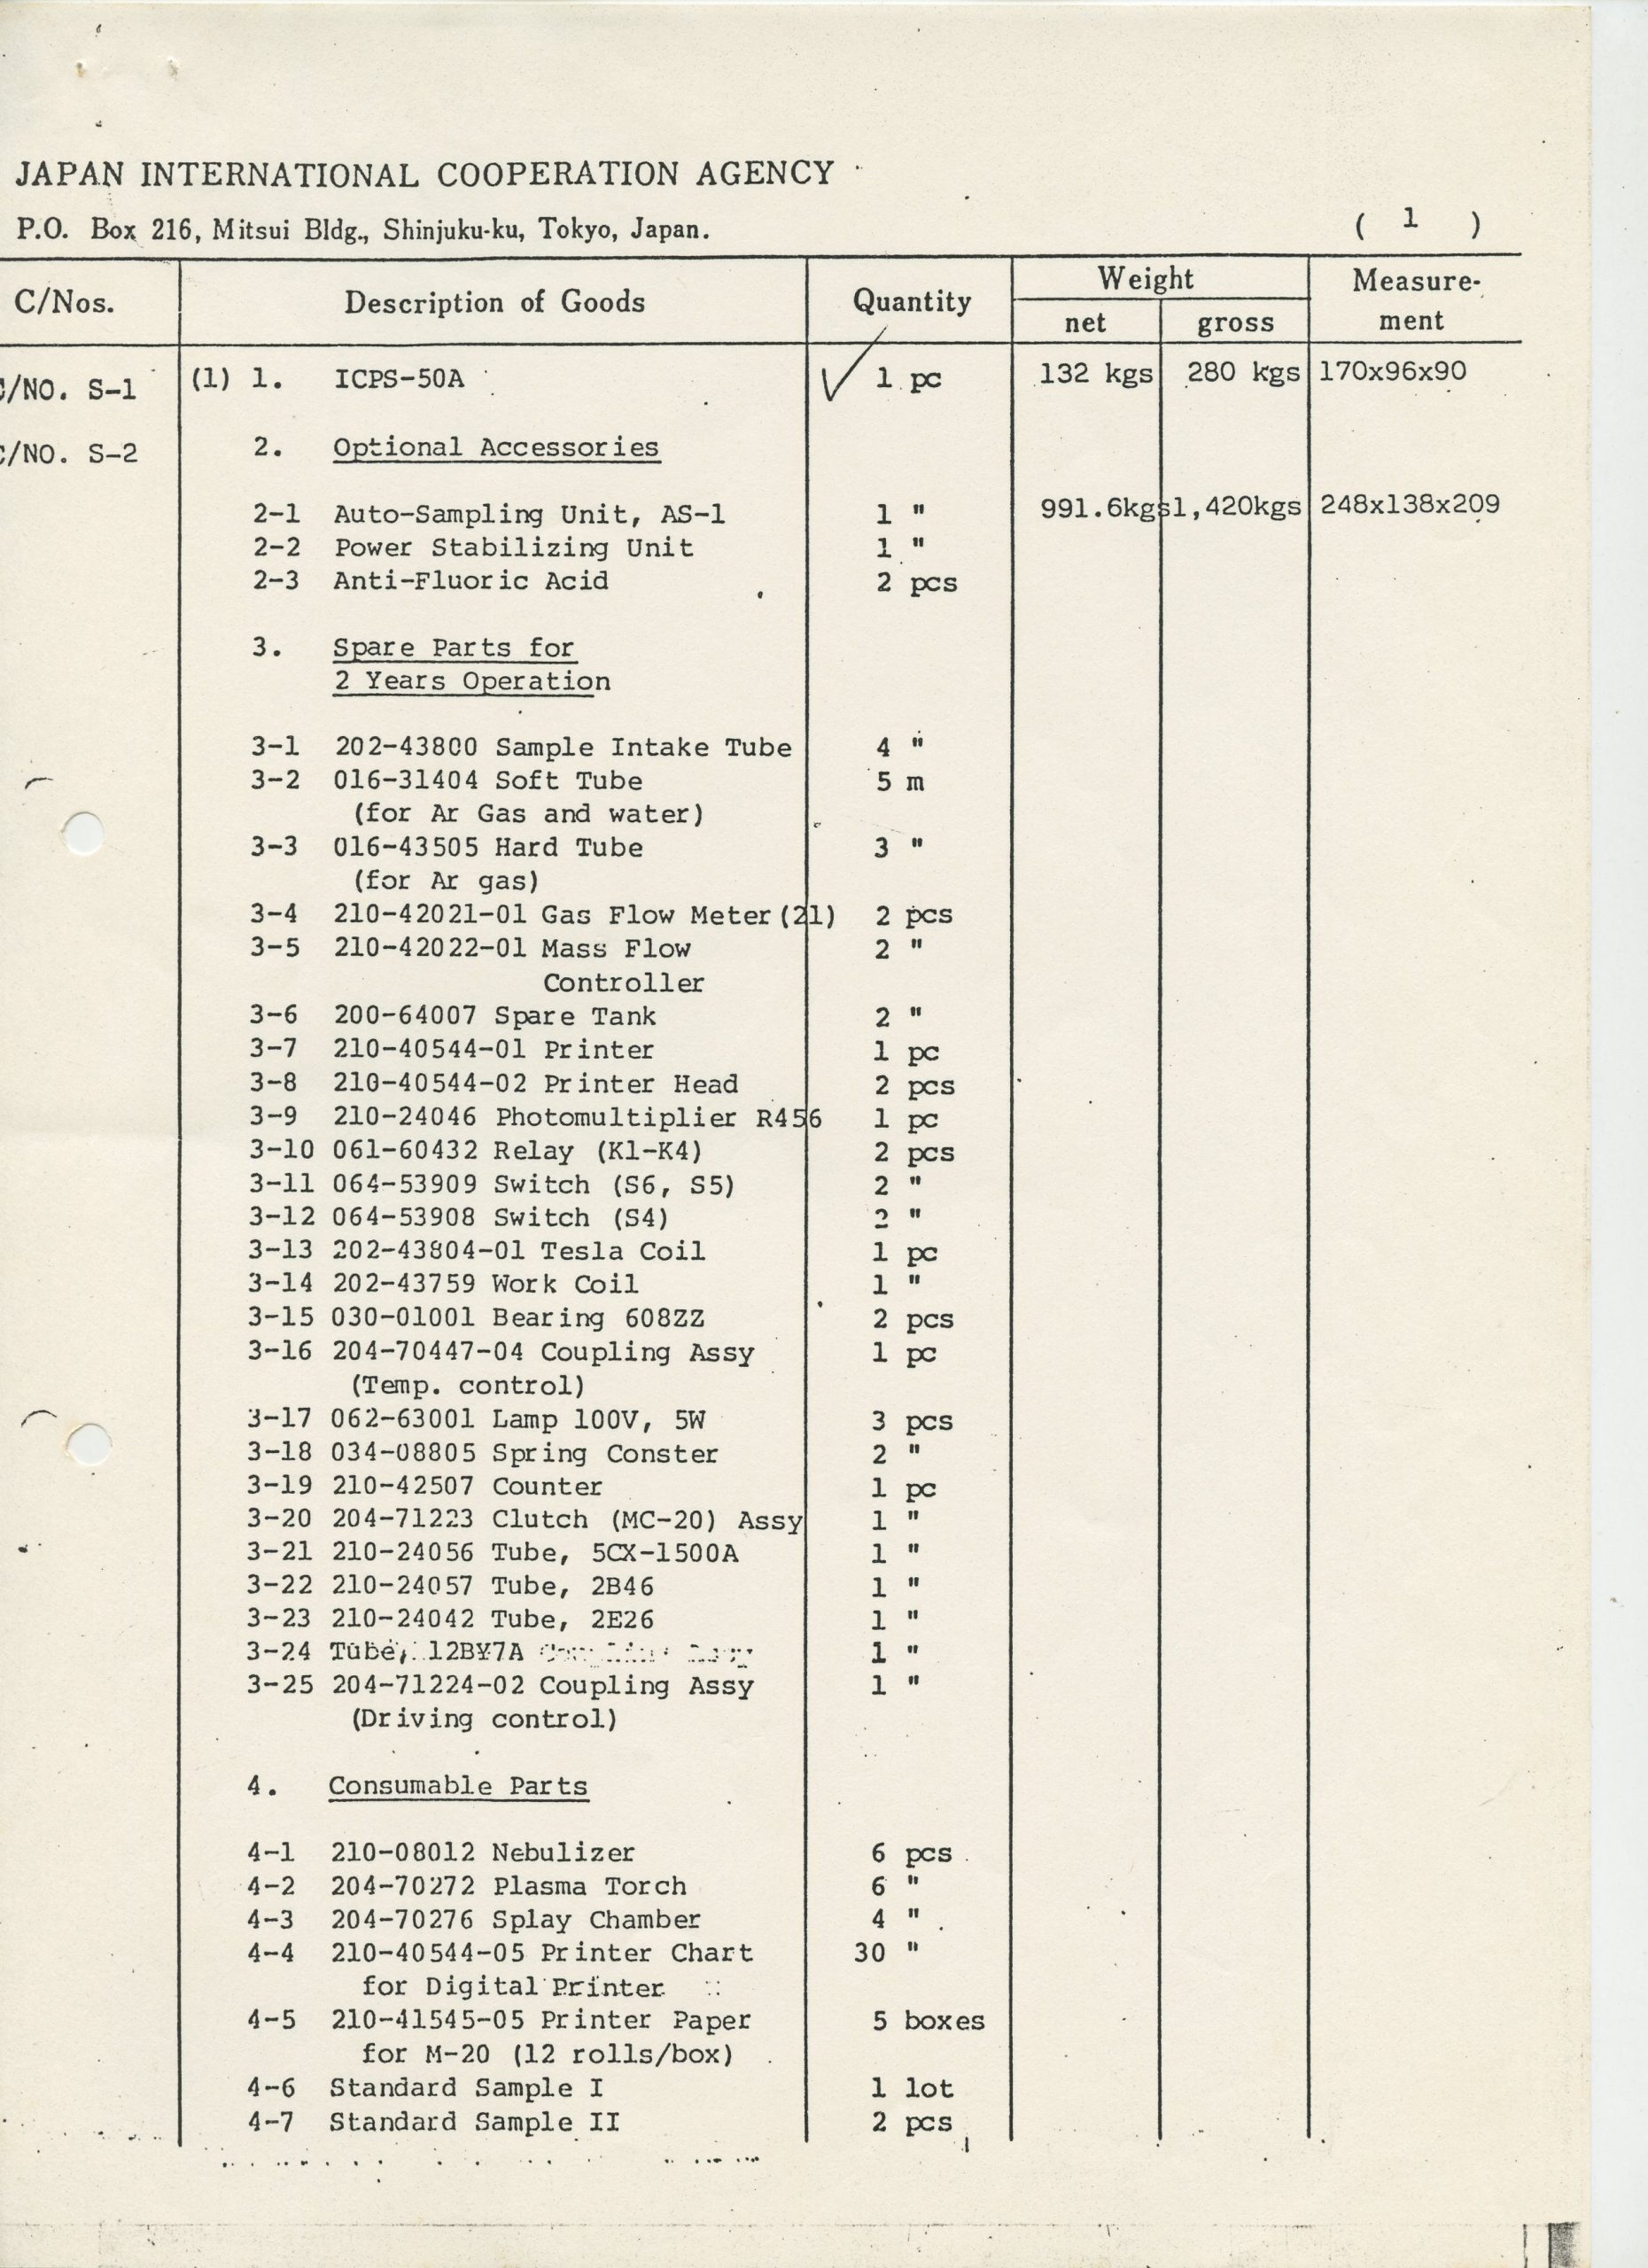 JAPAN INTERNATIONAL COOPERATION AGENCY
P.O. Box 216, Mitsui Bldg., Shinjuku-ku, Tokyo, Japan.
( 1 )
C/Nos. Description of Goods Quantity Weight net gross Measure-ment
/NO. S-1 (1) 1. ICPS-50A 1 pc 132 kgs 280 kgs 170x96x90
/NO. S-2 2. Optional Accessories
2-1 Auto-Sampling Unit, AS-1 1 " 991.6kgs 1,420kgs 248x138x209
2-2 Power Stabilizing Unit 1 "
2-3 Anti-Fluoric Acid 2 pcs
3. Spare Parts for
2 Years Operation
3-1 202-43800 Sample Intake Tube 4 "
3-2 016-31404 Soft Tube 5 m
(for Ar Gas and water)
3-3 016-43505 Hard Tube 3 "
(for Ar gas)
3-4 210-42021-01 Gas Flow Meter(21) 2 pcs
3-5 210-42022-01 Mass Flow 2 "
Controller
3-6 200-64007 Spare Tank 2 "
3-7 210-40544-01 Printer 1 pc
3-8 210-40544-02 Printer Head 2 pcs
3-9 210-24046 Photomultiplier R456 1 pc
3-10 061-60432 Relay (K1-K4) 2 pcs
3-11 064-53909 Switch (S6, S5) 2 "
3-12 064-53908 Switch (S4) 2 "
3-13 202-43804-01 Tesla Coil 1 pc
3-14 202-43759 Work Coil 1 "
3-15 030-01001 Bearing 608ZZ 2 pcs
3-16 204-70447-04 Coupling Assy 1 pc
(Temp. control)
3-17 062-63001 Lamp 100V, 5W 3 pcs
3-18 034-08805 Spring Conster 2 "
3-19 210-42507 Counter 1 pc
3-20 204-71223 Clutch (MC-20) Assy 1 "
3-21 210-24056 Tube, 5CX-1500A 1 "
3-22 210-24057 Tube, 2B46 1 "
3-23 210-24042 Tube, 2E26 1 "
3-24 Tube, 12BY7A 1 "
3-25 204-71224-02 Coupling Assy 1 "
(Driving control)
4. Consumable Parts
4-1 210-08012 Nebulizer 6 pcs
4-2 204-70272 Plasma Torch 6 "
4-3 204-70276 Splay Chamber 4 "
4-4 210-40544-05 Printer Chart 30 "
for Digital Printer
4-5 210-41545-05 Printer Paper 5 boxes
for M-20 (12 rolls/box)
4-6 Standard Sample I 1 lot
4-7 Standard Sample II 2 pcs